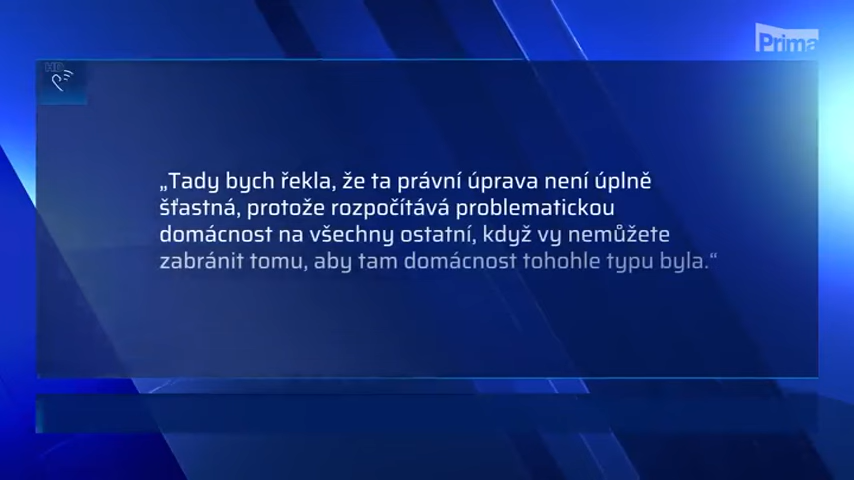 Prima
HD
„Tady bych řekla, že ta právní úprava není úplně
šťastná, protože rozpočítává problematickou
domácnost na všechny ostatní, když vy nemůžete
zabránit tomu, aby tam domácnost tohohle typu byla.“